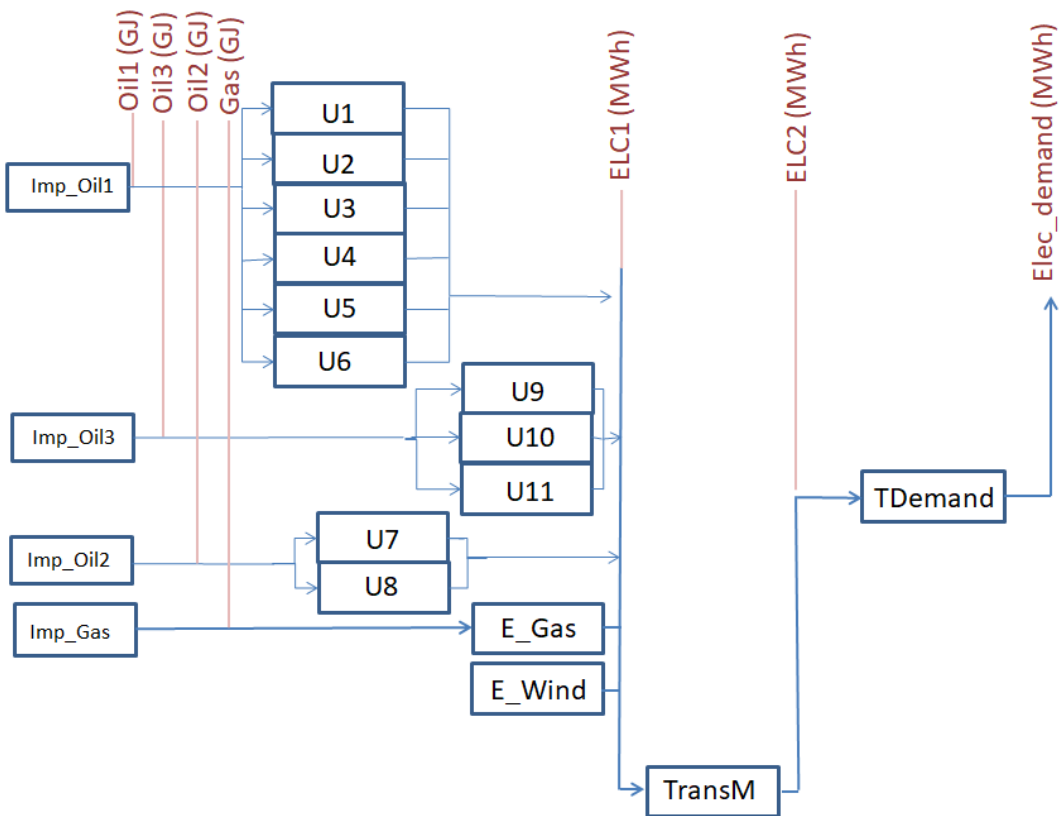 Oil1 (GJ)
Oil3 (GJ)
Oil2 (GJ)
Gas (GJ)
ELC1 (MWh)
ELC2 (MWh)
Elec_demand (MWh)
Imp_Oil1
U1
U2
U3
U4
U5
U6
Imp_Oil3
U9
U10
U11
TDemand
Imp_Oil2
U7
U8
Imp_Gas
E_Gas
E_Wind
TransM